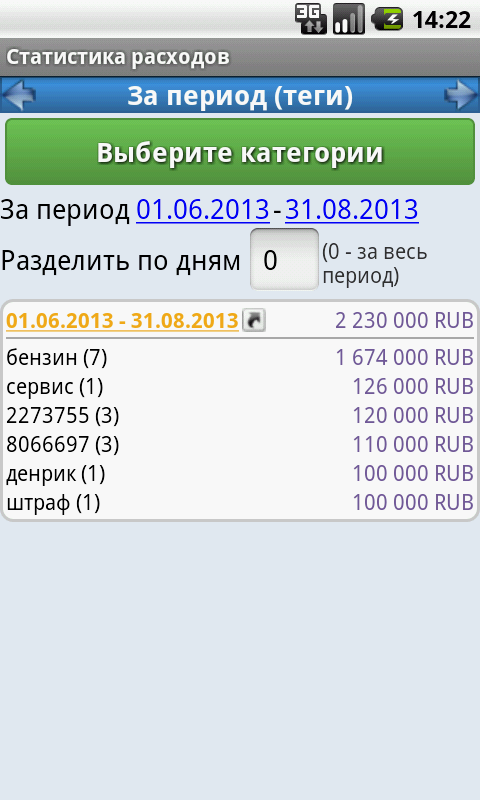 3G 14:22
Статистика расходов
За период (теги)
Выберите категории
За период 01.06.2013 - 31.08.2013
Разделить по дням 0 (0 - за весь период)
01.06.2013 - 31.08.2013 2 230 000 RUB
бензин (7) 1 674 000 RUB
сервис (1) 126 000 RUB
2273755 (3) 120 000 RUB
8066697 (3) 110 000 RUB
денрик (1) 100 000 RUB
штраф (1) 100 000 RUB